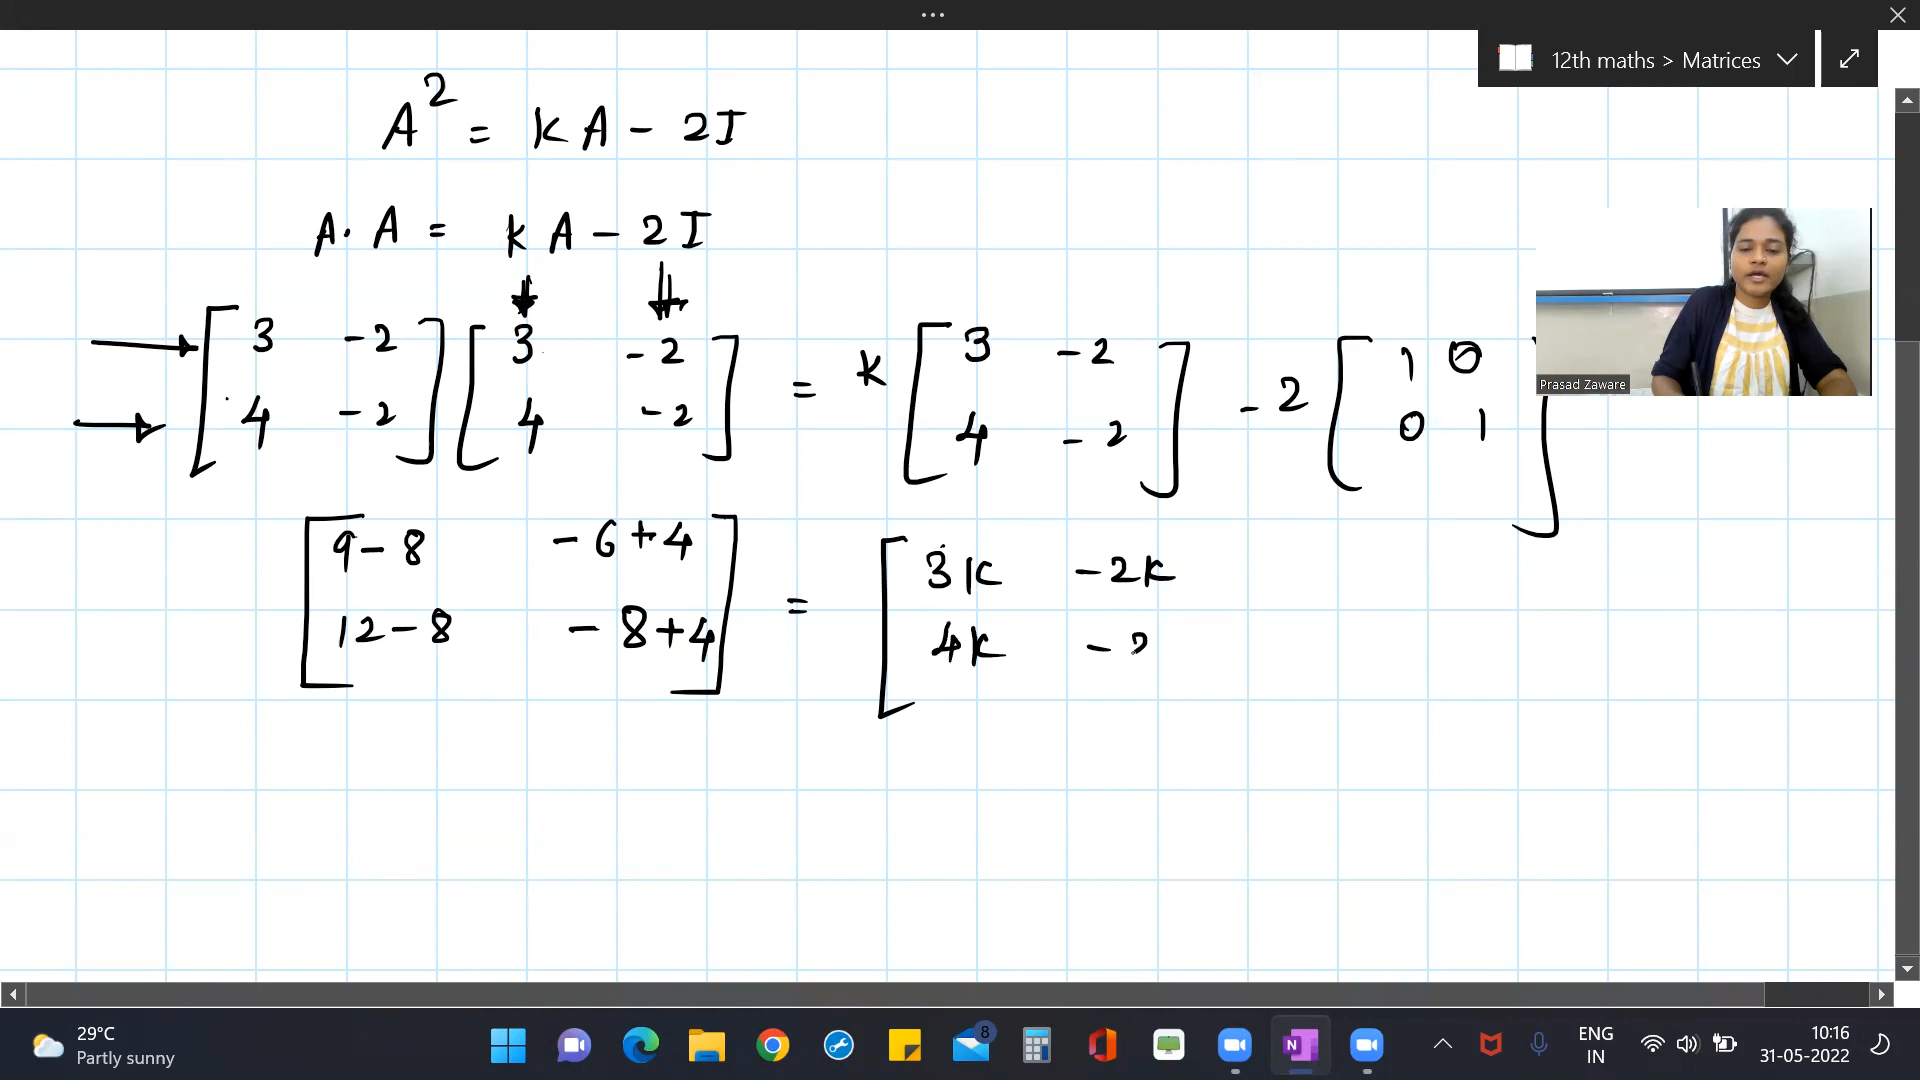 ...
12th maths > Matrices
A² = KA - 2I
A · A = KA - 2I
[3 -2 [3 -2 = K [3 -2 - 2 [1 0
4 -2] 4 -2] 4 -2] 0 1]
[9-8 -6+4 = [3K -2K
12-8 -8+4] 4K -2
Prasad Zaware
29°C
Partly sunny
8
N
ENG
IN
10:16
31-05-2022